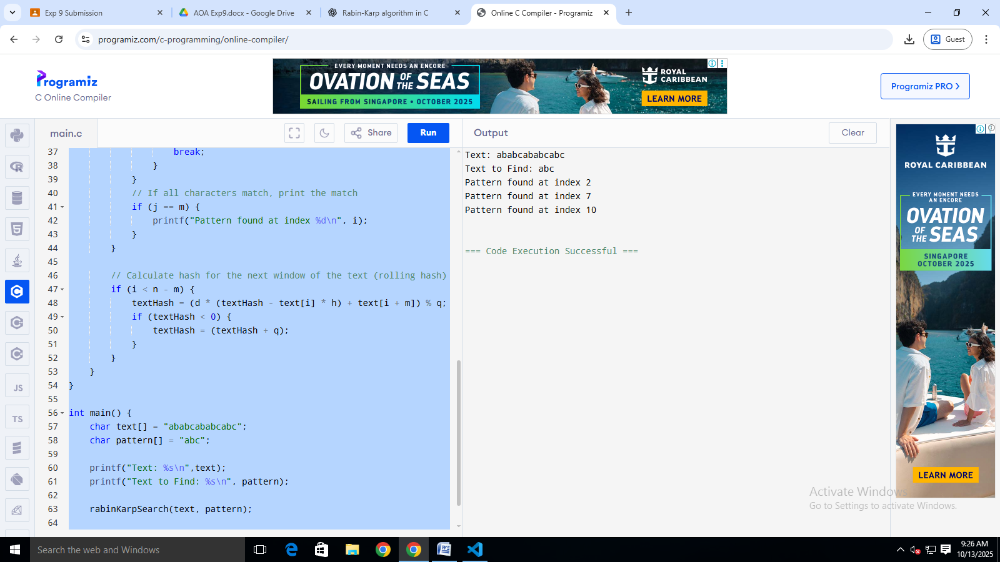 Exp 9 Submission
AOA Exp9.docx - Google Drive
Rabin-Karp algorithm in C
Online C Compiler - Programiz
programiz.com/c-programming/online-compiler/
Guest
Programiz
C Online Compiler
EVERY MOMENT NEEDS AN ENCORE
OVATION OF THE SEAS
SAILING FROM SINGAPORE • OCTOBER 2025
ROYAL CARIBBEAN
LEARN MORE
Programiz PRO >
main.c
Share
Run
Output
Clear
37 break;
38 }
39 }
40 // If all characters match, print the match
41 if (j == m) {
42 printf("Pattern found at index %d\n", i);
43 }
44 }
45
46 // Calculate hash for the next window of the text (rolling hash)
47 if (i < n - m) {
48 textHash = (d * (textHash - text[i] * h) + text[i + m]) % q;
49 if (textHash < 0) {
50 textHash = (textHash + q);
51 }
52 }
53 }
54 }
55
56 int main() {
57 char text[] = "ababcababcabc";
58 char pattern[] = "abc";
59
60 printf("Text: %s\n",text);
61 printf("Text to Find: %s\n", pattern);
62
63 rabinKarpSearch(text, pattern);
64
Text: ababcababcabc
Text to Find: abc
Pattern found at index 2
Pattern found at index 7
Pattern found at index 10
=== Code Execution Successful ===
ROYAL CARIBBEAN
EVERY MOMENT NEEDS
AN ENCORE
OVATION
OF THE SEAS
SINGAPORE
OCTOBER 2025
LEARN MORE
JS
TS
Activate Windows
Go to Settings to activate Windows.
Search the web and Windows
9:26 AM
10/13/2025